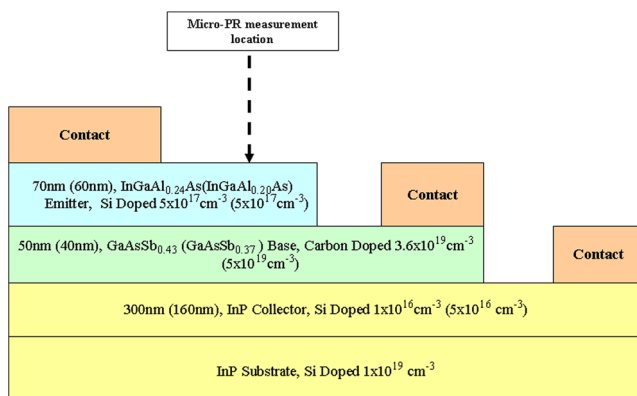 Micro-PR measurement
location
Contact
70nm (60nm), InGaAl0.24As(InGaAl0.20As)
Emitter, Si Doped 5x10^17cm^-3 (5x10^17cm^-3)
Contact
50nm (40nm), GaAsSb0.43 (GaAsSb0.37) Base, Carbon Doped 3.6x10^19cm^-3
(5x10^19cm^-3)
Contact
300nm (160nm), InP Collector, Si Doped 1x10^16cm^-3 (5x10^16 cm^-3)
InP Substrate, Si Doped 1x10^19 cm^-3